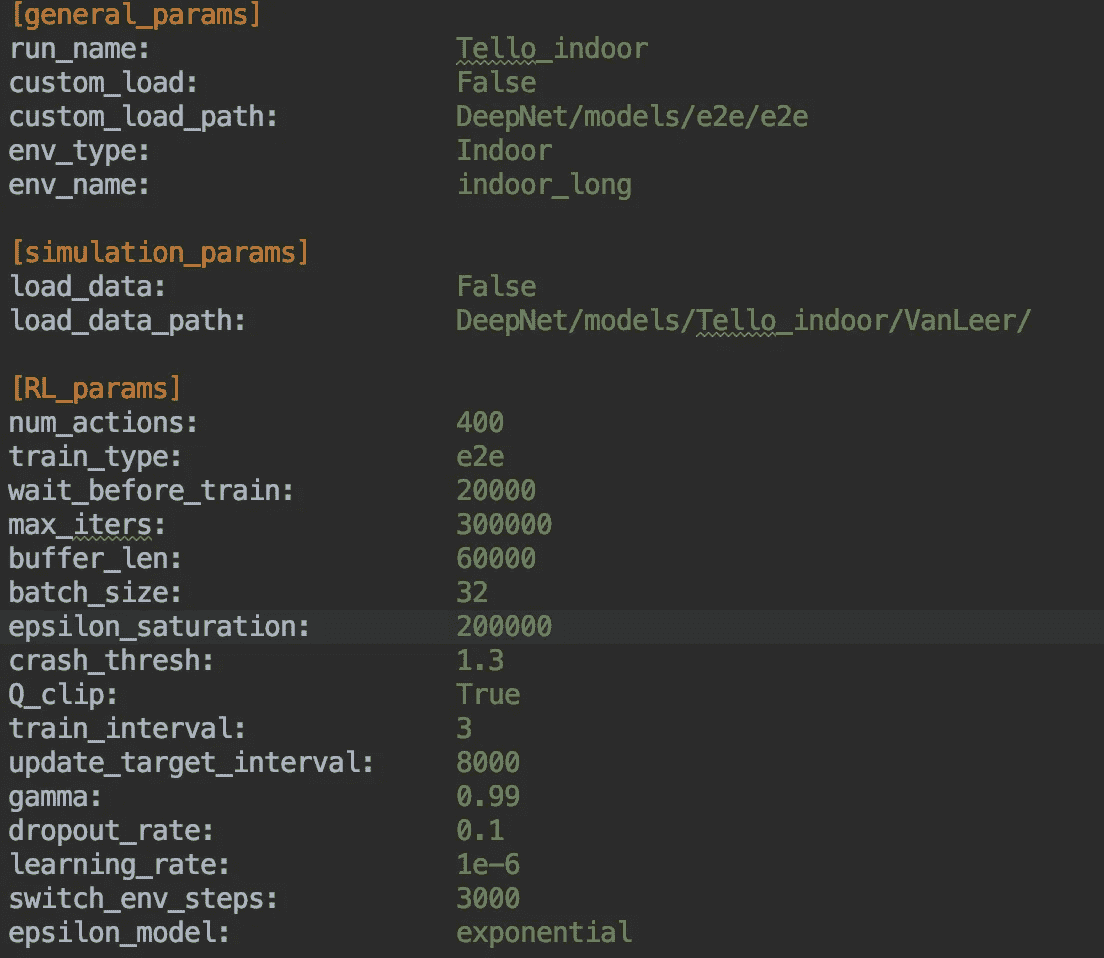 [general_params]
run_name: Tello_indoor
custom_load: False
custom_load_path: DeepNet/models/e2e/e2e
env_type: Indoor
env_name: indoor_long
[simulation_params]
load_data: False
load_data_path: DeepNet/models/Tello_indoor/VanLeer/
[RL_params]
num_actions: 400
train_type: e2e
wait_before_train: 20000
max_iters: 300000
buffer_len: 60000
batch_size: 32
epsilon_saturation: 200000
crash_thresh: 1.3
Q_clip: True
train_interval: 3
update_target_interval: 8000
gamma: 0.99
dropout_rate: 0.1
learning_rate: 1e-6
switch_env_steps: 3000
epsilon_model: exponential